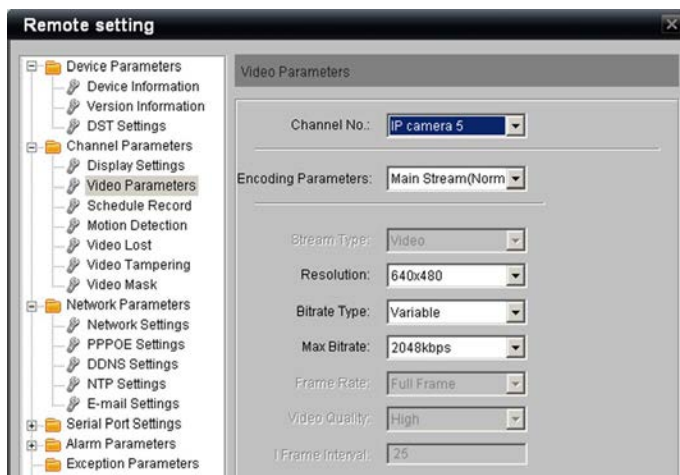 Remote setting
Device Parameters
Device Information
Version Information
DST Settings
Channel Parameters
Display Settings
Video Parameters
Schedule Record
Motion Detection
Video Lost
Video Tampering
Video Mask
Network Parameters
Network Settings
PPPOE Settings
DDNS Settings
NTP Settings
E-mail Settings
Serial Port Settings
Alarm Parameters
Exception Parameters
Video Parameters
Channel No.: IP camera 5
Encoding Parameters: Main Stream(Norm
Stream Type: Video
Resolution: 640x480
Bitrate Type: Variable
Max Bitrate: 2048kbps
Frame Rate: Full Frame
Video Quality: High
I Frame Interval: 25